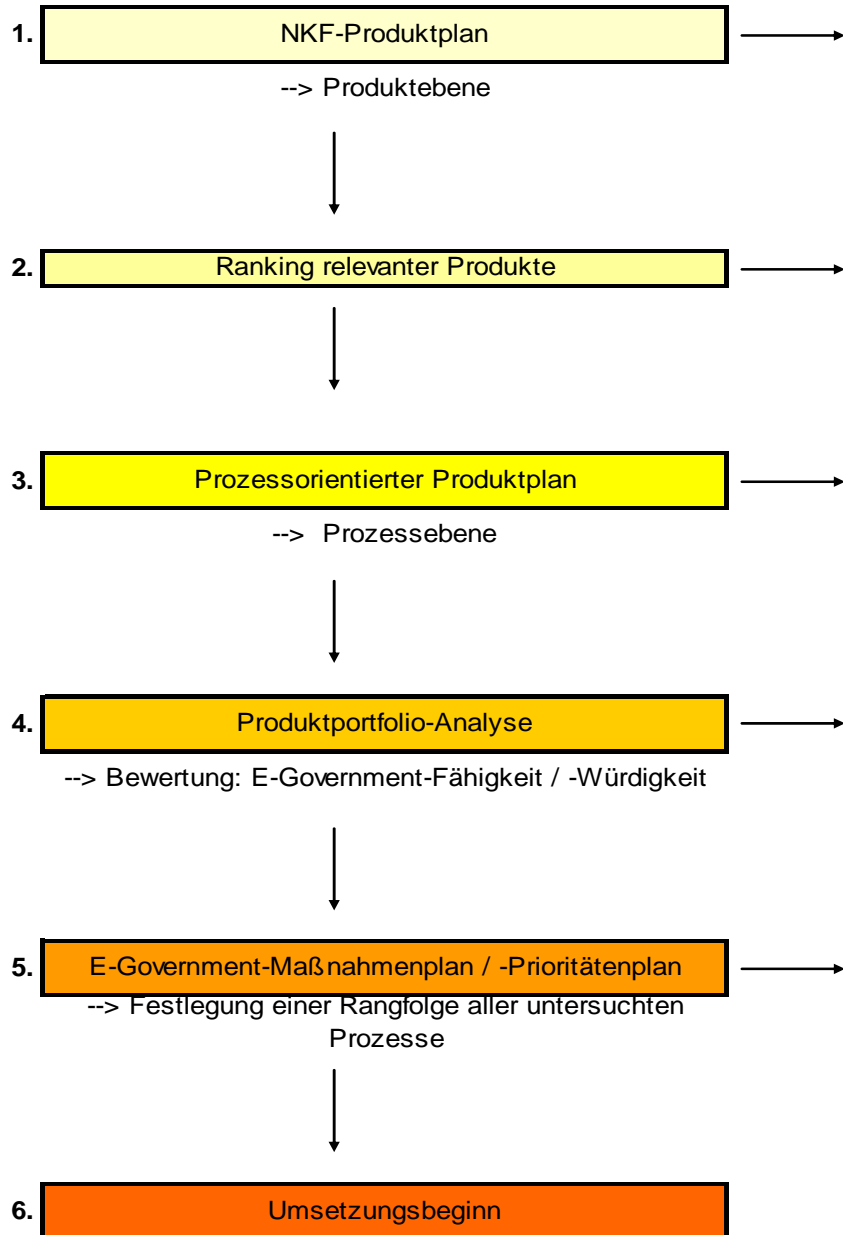 1. NKF-Produktplan
--> Produktebene
2. Ranking relevanter Produkte
3. Prozessorientierter Produktplan
--> Prozessebene
4. Produktportfolio-Analyse
--> Bewertung: E-Government-Fähigkeit / -Würdigkeit
5. E-Government-Maßnahmenplan / -Prioritätenplan
--> Festlegung einer Rangfolge aller untersuchten
Prozesse
6. Umsetzungsbeginn